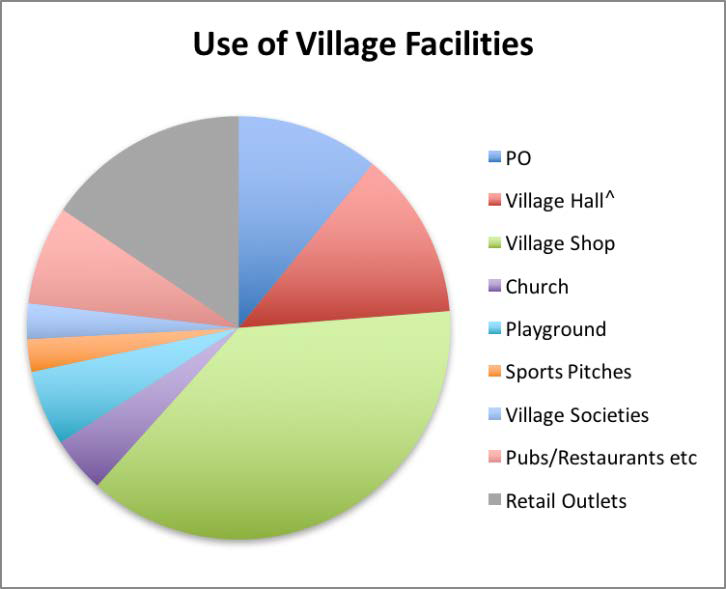 Use of Village Facilities
PO
Village Hall^
Village Shop
Church
Playground
Sports Pitches
Village Societies
Pubs/Restaurants etc
Retail Outlets